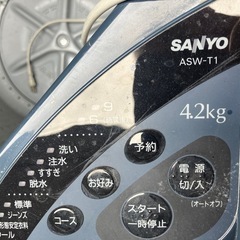 SANYO
ASW-T1
9
6
予約
4.2kg
洗い
注水
すすぎ
脱水
お好み
電源
切/入
(オートオフ)
標準
ジーンズ
コース
スタート
一時停止